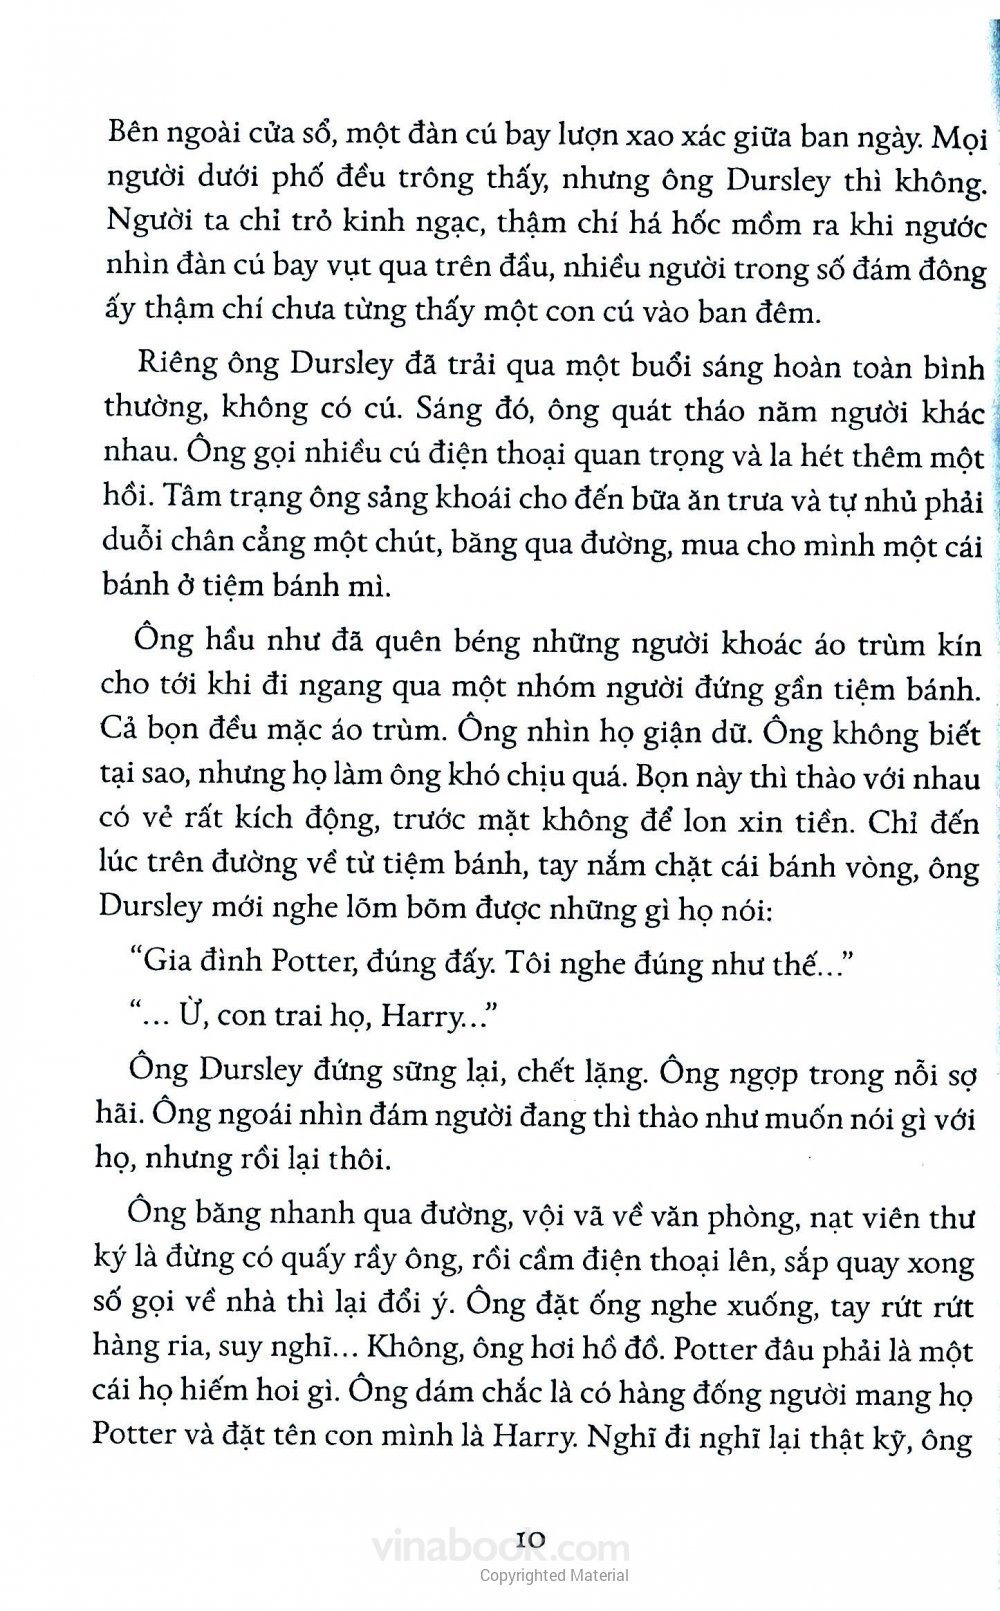 Bên ngoài cửa sổ, một đàn cú bay lượn xao xác giữa ban ngày. Mọi
người dưới phố đều trông thấy, nhưng ông Dursley thì không.
Người ta chỉ trỏ kinh ngạc, thậm chí há hốc mồm ra khi ngước
nhìn đàn cú bay vụt qua trên đầu, nhiều người trong số đám đông
ấy thậm chí chưa từng thấy một con cú vào ban đêm.
Riêng ông Dursley đã trải qua một buổi sáng hoàn toàn bình
thường, không có cú. Sáng đó, ông quát tháo năm người khác
nhau. Ông gọi nhiều cú điện thoại quan trọng và la hét thêm một
hồi. Tâm trạng ông sảng khoái cho đến bữa ăn trưa và tự nhủ phải
duỗi chân cẳng một chút, băng qua đường, mua cho mình một cái
bánh ở tiệm bánh mì.
Ông hầu như đã quên béng những người khoác áo trùm kín
cho tới khi đi ngang qua một nhóm người đứng gần tiệm bánh.
Cả bọn đều mặc áo trùm. Ông nhìn họ giận dữ. Ông không biết
tại sao, nhưng họ làm ông khó chịu quá. Bọn này thì thào với nhau
có vẻ rất kích động, trước mặt không để lon xin tiền. Chỉ đến
lúc trên đường về từ tiệm bánh, tay nắm chặt cái bánh vòng, ông
Dursley mới nghe lõm bõm được những gì họ nói:
“Gia đình Potter, đúng đấy. Tôi nghe đúng như thế...”
“... Ừ, con trai họ, Harry...”
Ông Dursley đứng sững lại, chết lặng. Ông ngợp trong nỗi sợ
hãi. Ông ngoái nhìn đám người đang thì thào như muốn nói gì với
họ, nhưng rồi lại thôi.
Ông băng nhanh qua đường, vội vã về văn phòng, nạt viên thư
ký là đừng có quấy rầy ông, rồi cầm điện thoại lên, sắp quay xong
số gọi về nhà thì lại đổi ý. Ông đặt ống nghe xuống, tay rứt rứt
hàng ria, suy nghĩ... Không, ông hơi hồ đồ. Potter đâu phải là một
cái họ hiếm hoi gì. Ông dám chắc là có hàng đống người mang họ
Potter và đặt tên con mình là Harry. Nghĩ đi nghĩ lại thật kỹ, ông
10
vinabook.com
Copyrighted Material